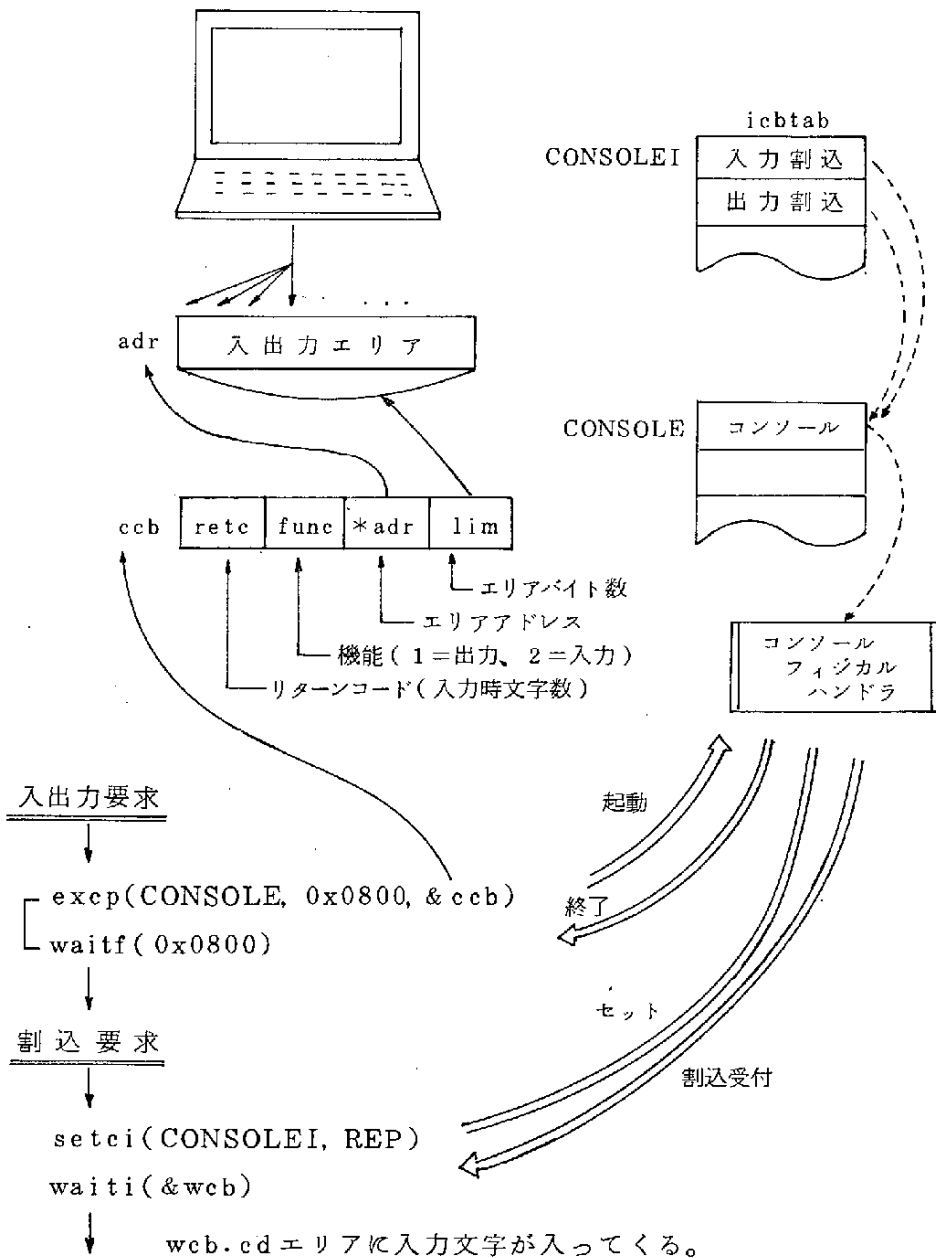 icbtab
CONSOLEI
入力割込
出力割込
. . .
adr
入出力エリア
CONSOLE
コンソール
ccb
retc
func
*adr
lim
エリアバイト数
エリアアドレス
機能(1=出力、2=入力)
リターンコード(入力時文字数)
コンソール
フィジカル
ハンドラ
入出力要求
起動
excp(CONSOLE, 0x0800, &ccb)
終了
waitf(0x0800)
セット
割込要求
割込受付
setci(CONSOLEI, REP)
waiti(&wcb)
wcb.cdエリアに入力文字が入ってくる。